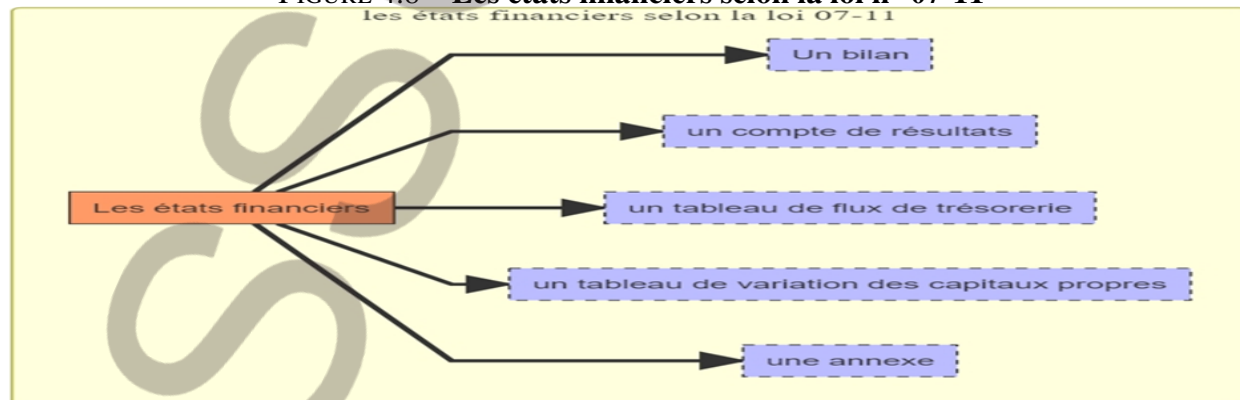 les états financiers selon la loi 07-11
Un bilan
un compte de résultats
Les états financiers
un tableau de flux de trésorerie
un tableau de variation des capitaux propres
une annexe